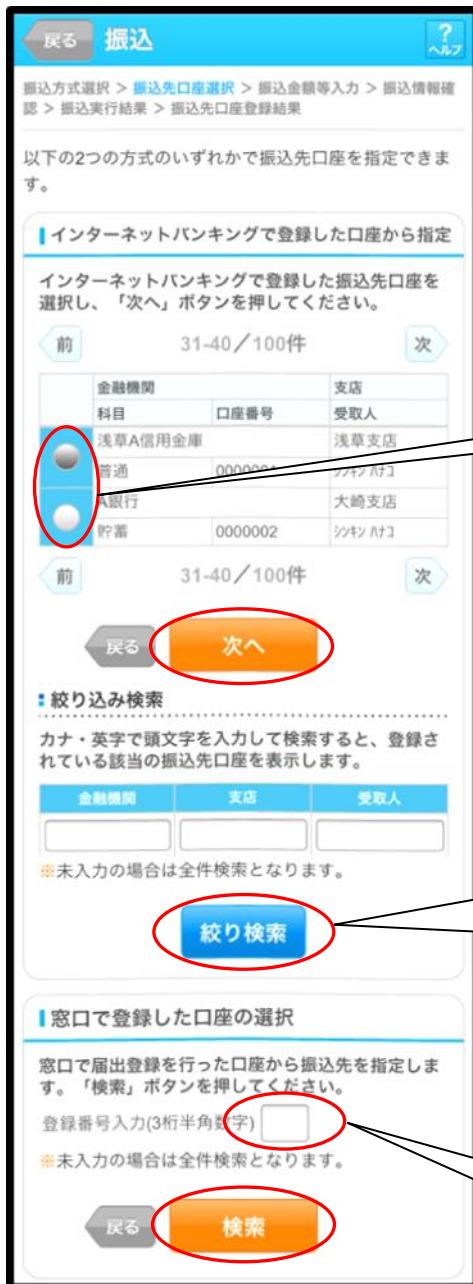 戻る 振込 ? ヘルプ
振込方式選択 > 振込先口座選択 > 振込金額等入力 > 振込情報確
認 > 振込実行結果 > 振込先口座登録結果
以下の2つの方式のいずれかで振込先口座を指定できま
す。
インターネットバンキングで登録した口座から指定
インターネットバンキングで登録した振込先口座を
選択し、「次へ」ボタンを押してください。
前 31-40/100件 次
金融機関 支店
科目 口座番号 受取人
浅草A信用金庫 浅草支店
普通 0000001 シンキン ハナコ
A銀行 大崎支店
貯蓄 0000002 シンキン ハナコ
前 31-40/100件 次
戻る 次へ
絞り込み検索
カナ・英字で頭文字を入力して検索すると、登録さ
れている該当の振込先口座を表示します。
金融機関 支店 受取人
※未入力の場合は全件検索となります。
絞り検索
窓口で登録した口座の選択
窓口で届出登録を行った口座から振込先を指定しま
す。「検索」ボタンを押してください。
登録番号入力(3桁半角数字)
※未入力の場合は全件検索となります。
戻る 検索